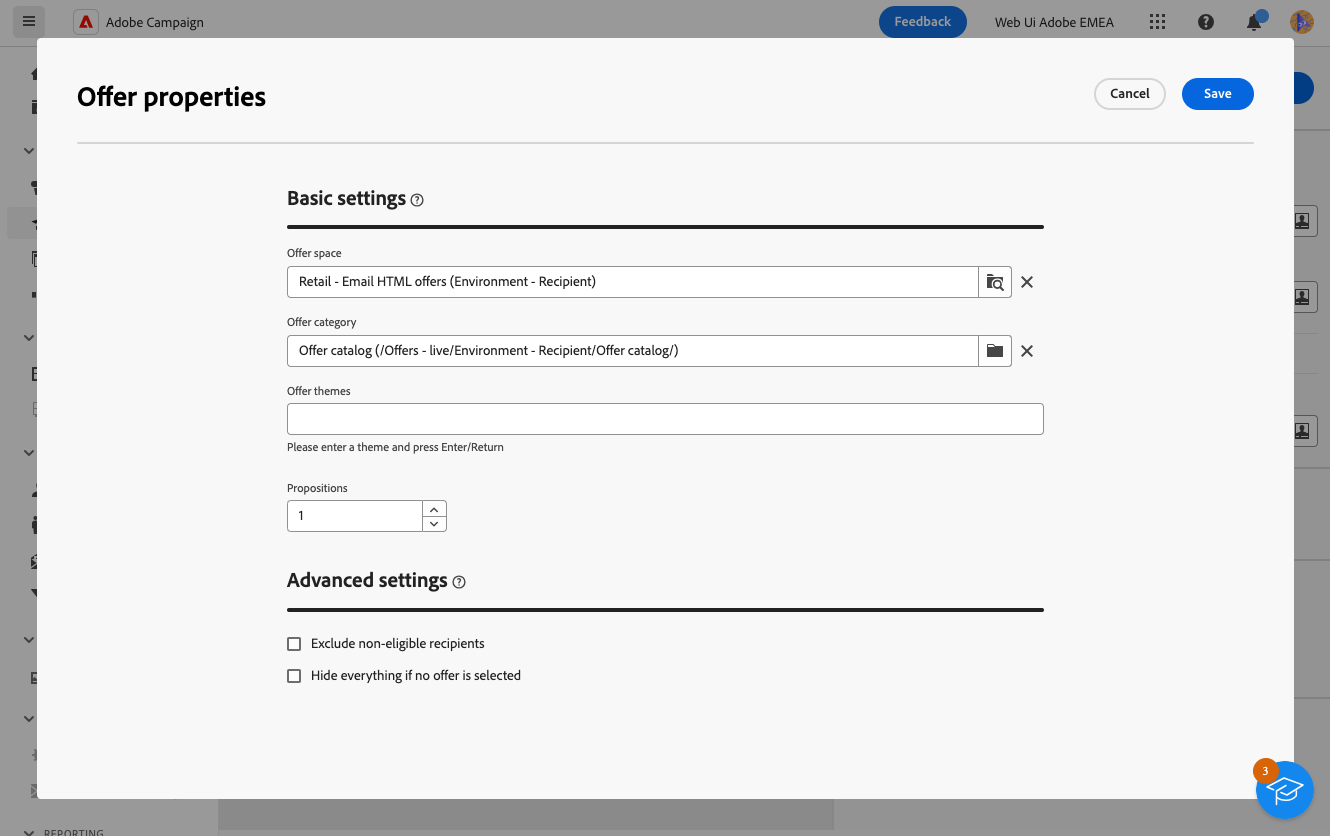 Adobe Campaign
Feedback
Web Ui Adobe EMEA
Offer properties
Cancel
Save
Basic settings
Offer space
Retail - Email HTML offers (Environment - Recipient)
Offer category
Offer catalog (/Offers - live/Environment - Recipient/Offer catalog/)
Offer themes
Please enter a theme and press Enter/Return
Propositions
1
Advanced settings
Exclude non-eligible recipients
Hide everything if no offer is selected
3
REPORTING